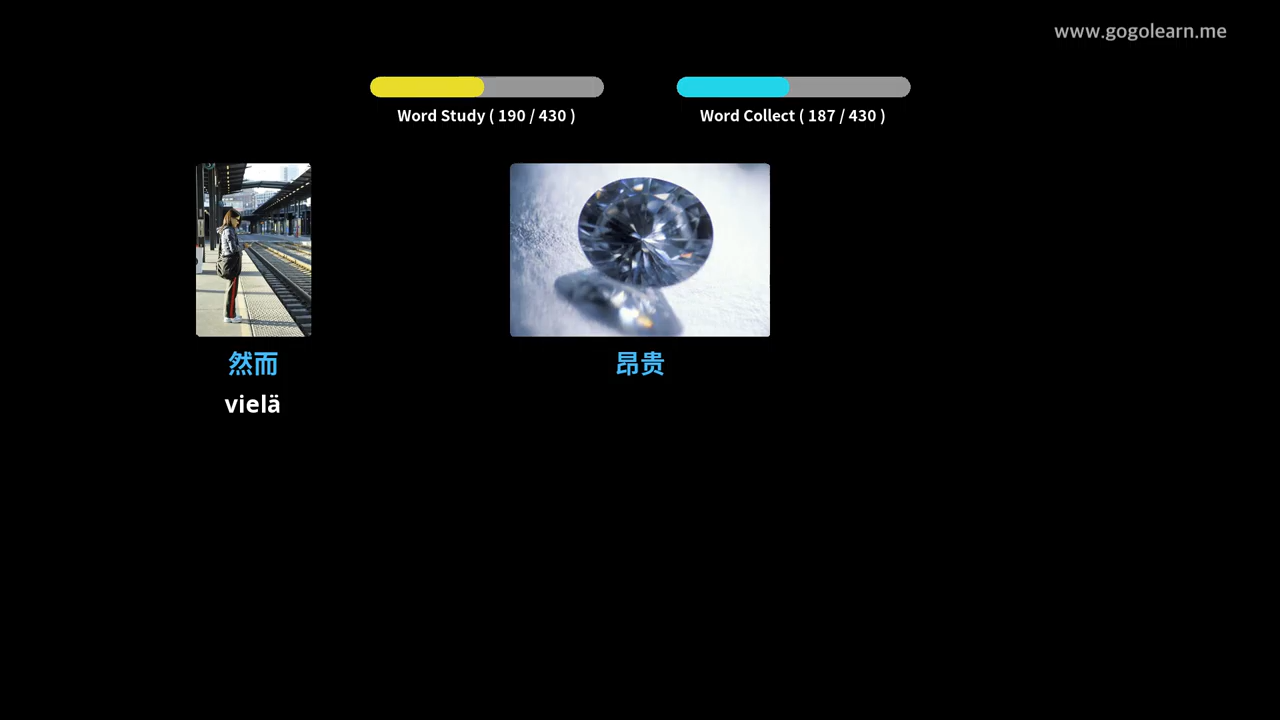 www.gogolearn.me
Word Study ( 190 / 430 )
Word Collect ( 187 / 430 )
然而
昂贵
vielä